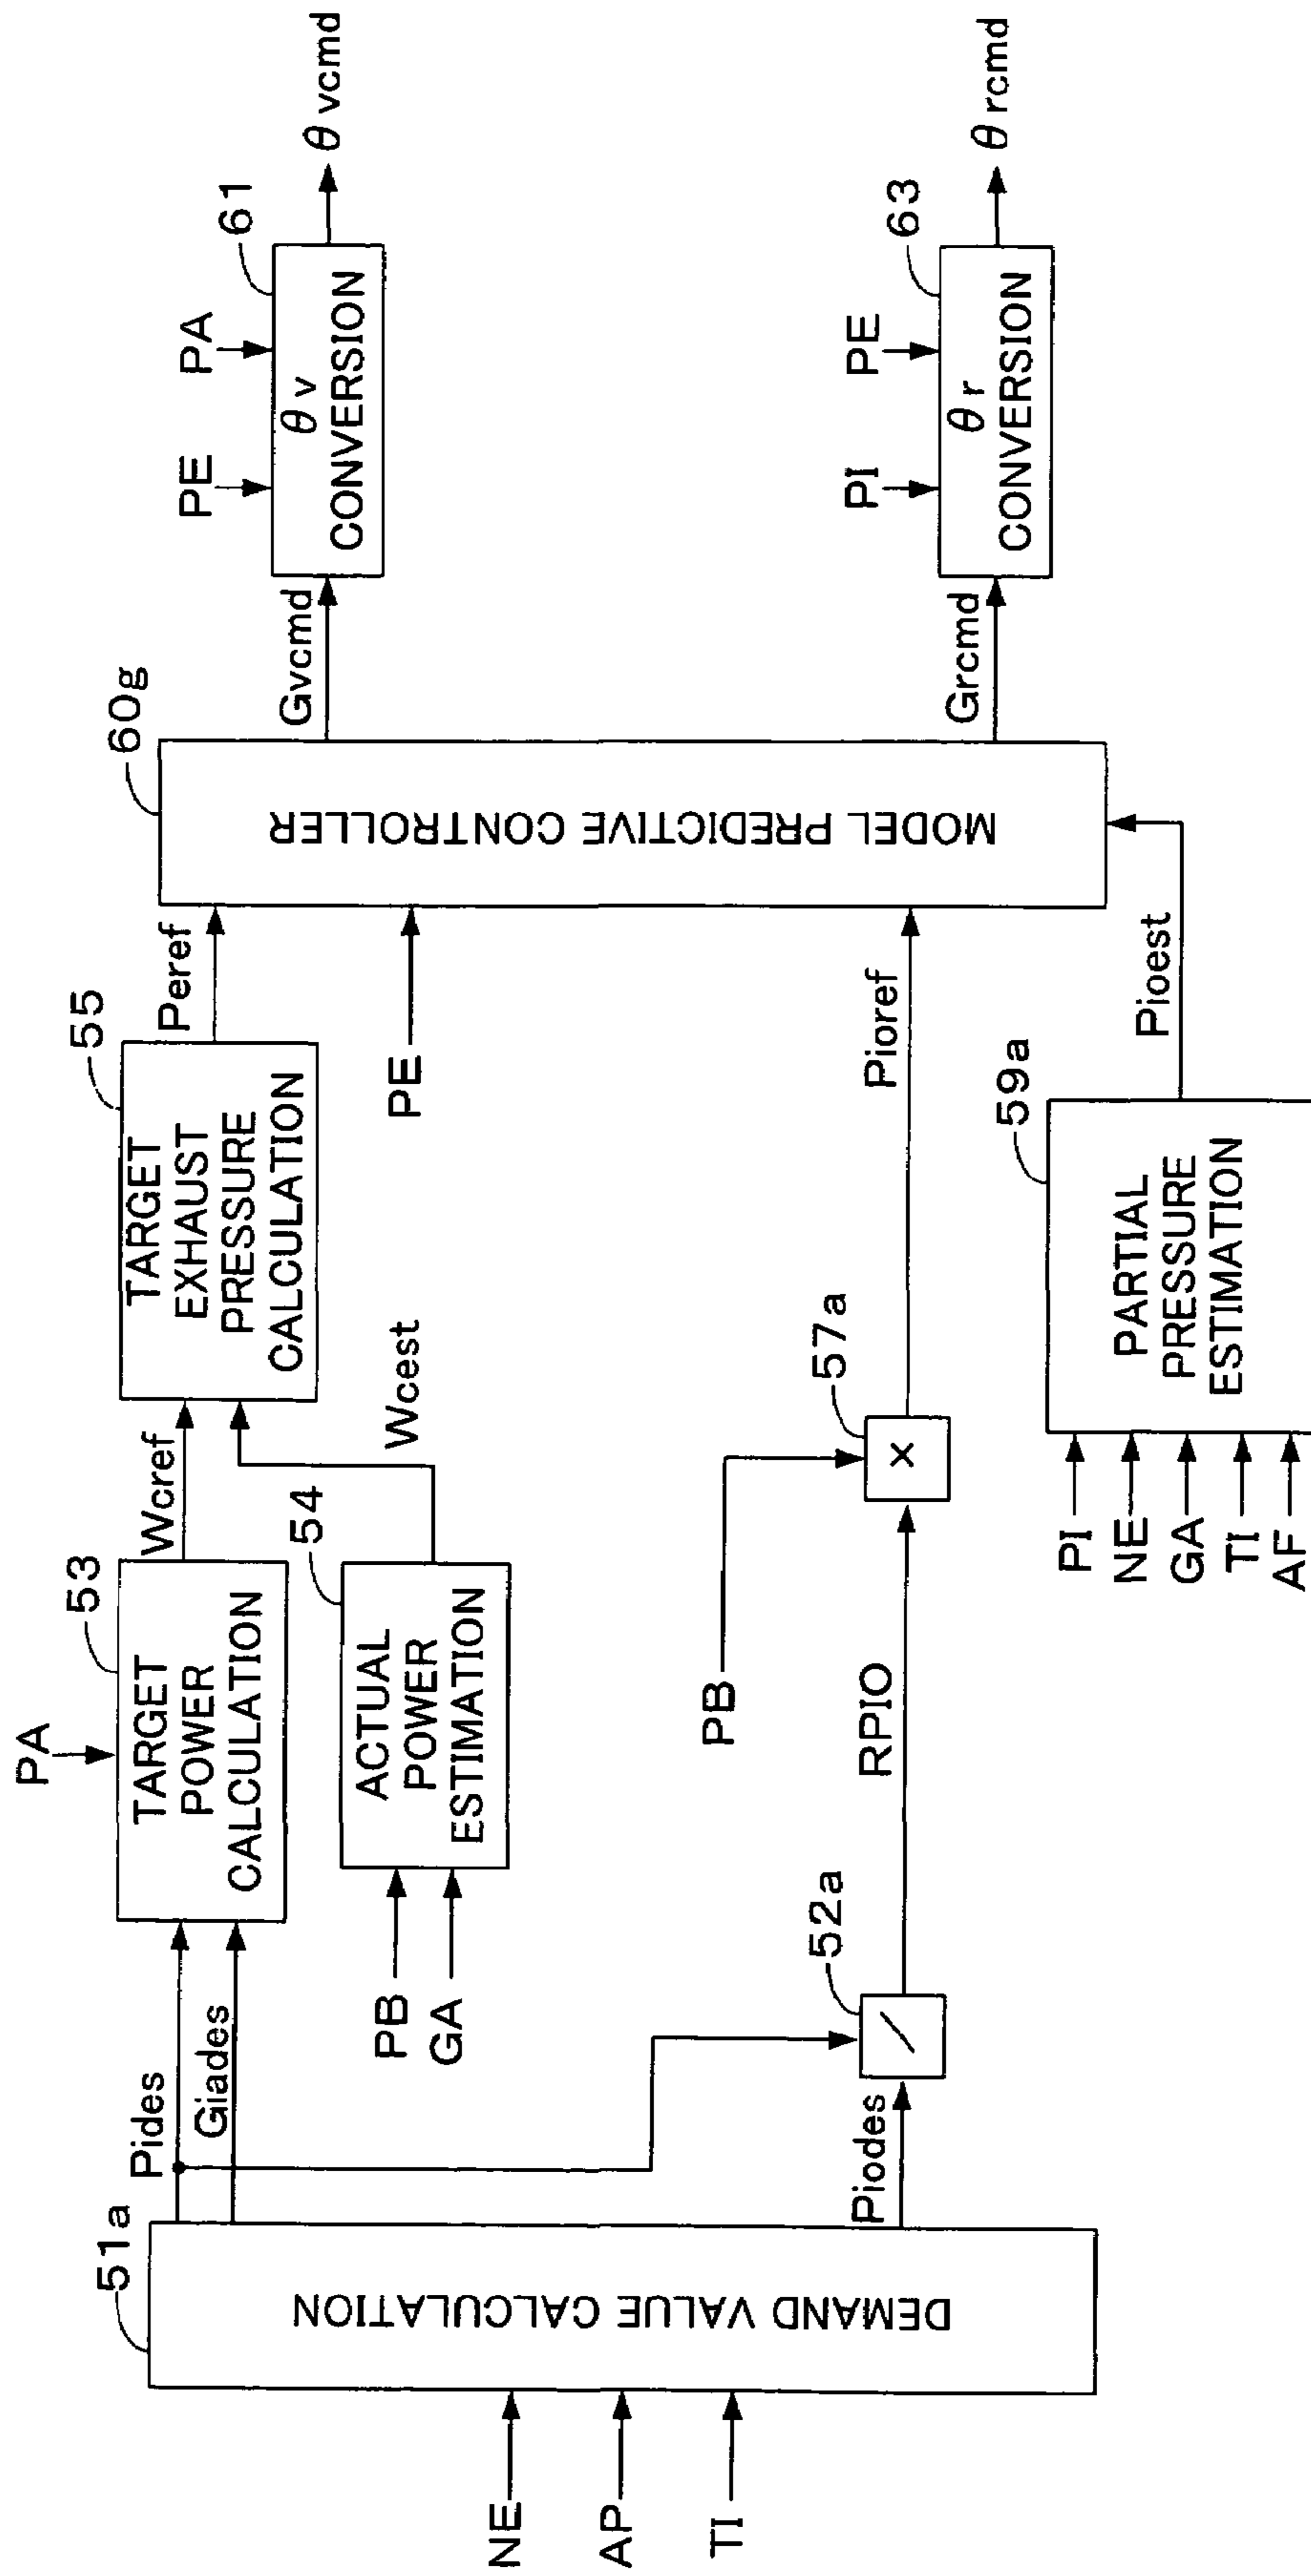 51a
DEMAND VALUE CALCULATION
NE
AP
TI
Pides
Giades
Piodes
PA
53
TARGET
POWER
CALCULATION
Wcref
54
ACTUAL
POWER
ESTIMATION
PB
GA
Wcest
55
TARGET
EXHAUST
PRESSURE
CALCULATION
Peref
PE
52a
/
RPIO
PB
57a
×
Pioref
59a
PARTIAL
PRESSURE
ESTIMATION
PI
NE
GA
TI
AF
Pioest
60g
MODEL PREDICTIVE CONTROLLER
Gvcmd
Grcmd
PE
PA
61
θv
CONVERSION
θvcmd
PI
PE
63
θr
CONVERSION
θrcmd